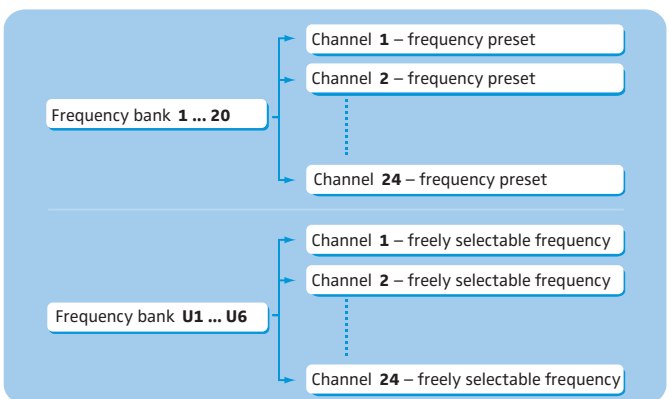 Channel 1 – frequency preset
Channel 2 – frequency preset
Frequency bank 1 ... 20
Channel 24 – frequency preset
Channel 1 – freely selectable frequency
Channel 2 – freely selectable frequency
Frequency bank U1 ... U6
Channel 24 – freely selectable frequency